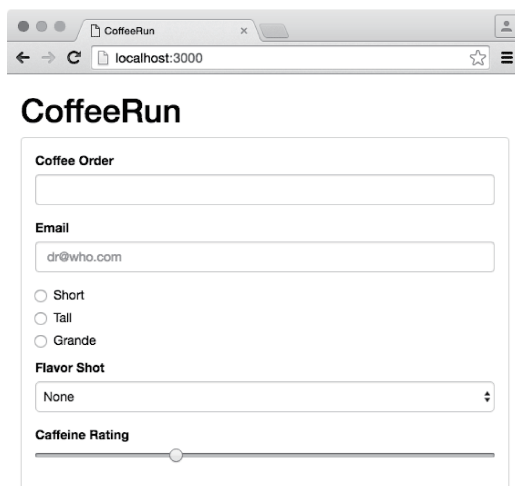 CoffeeRun
localhost:3000
CoffeeRun
Coffee Order
Email
dr@who.com
Short
Tall
Grande
Flavor Shot
None
Caffeine Rating